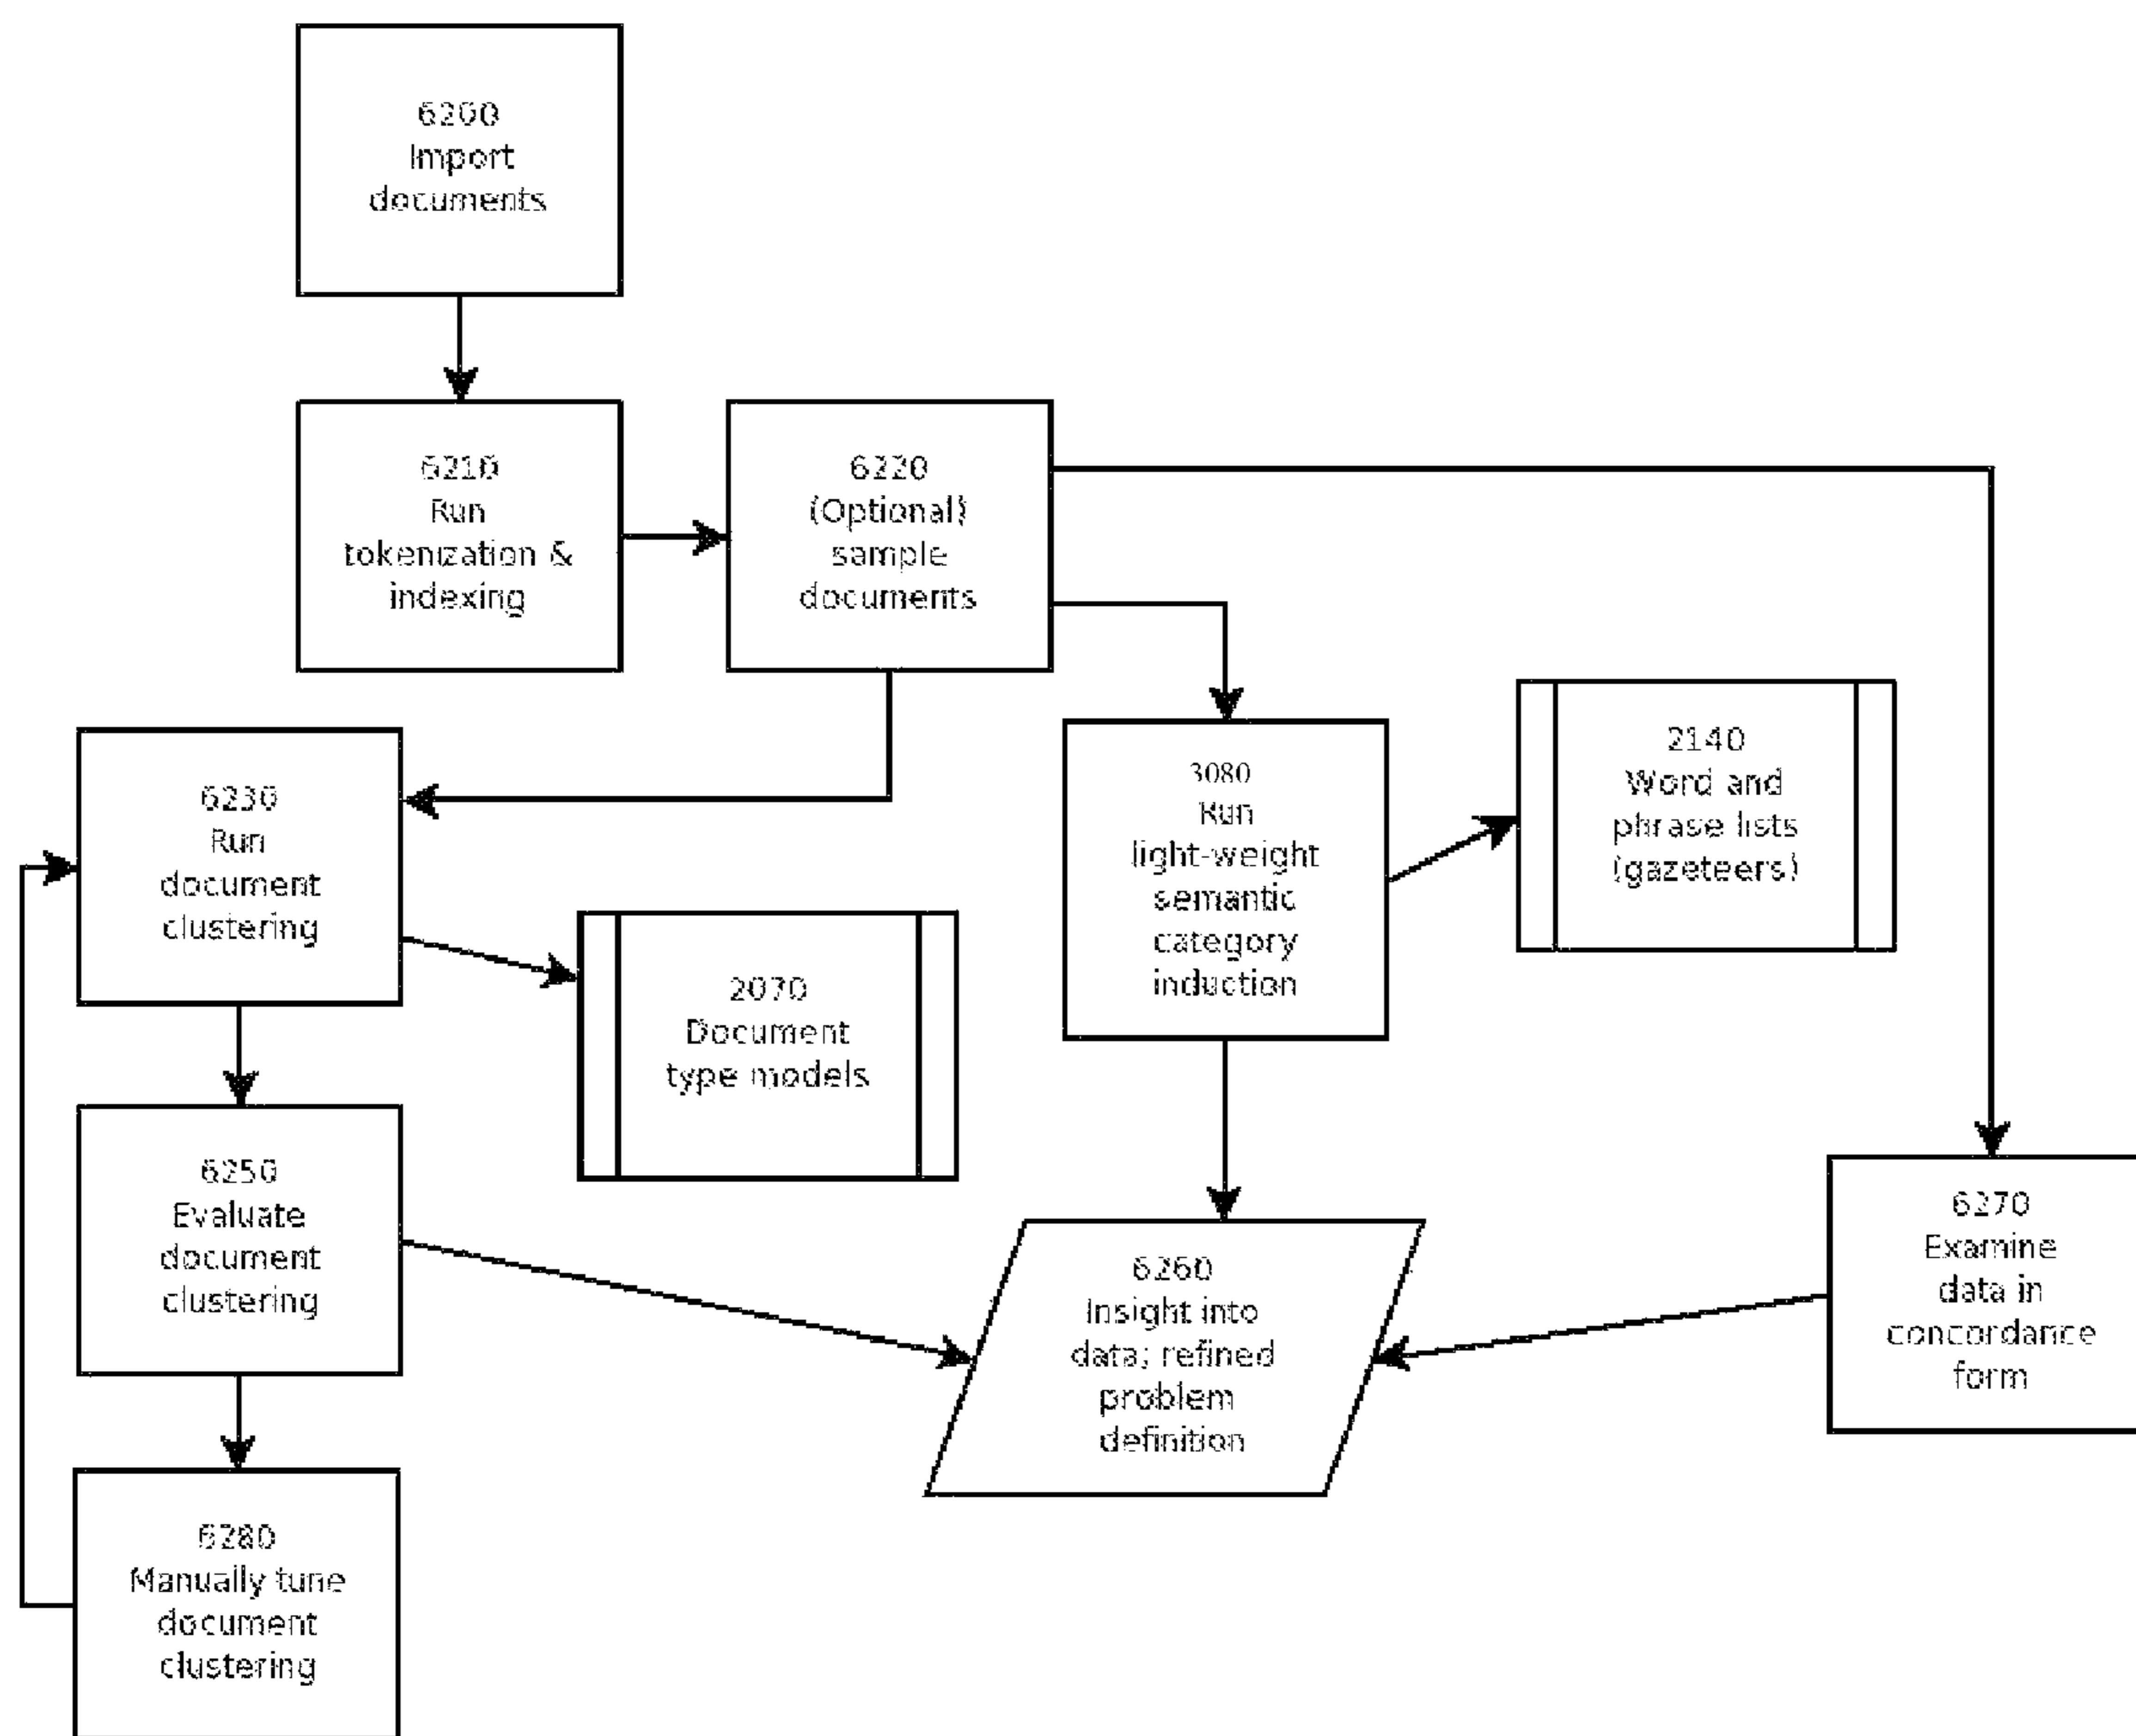 6200
Import
documents
6210
Run
tokenization &
indexing
6220
(Optional)
sample
documents
6230
Run
document
clustering
3080
Run
light-weight
semantic
category
induction
2140
Word and
phrase lists
(gazeteers)
2070
Document
type models
6250
Evaluate
document
clustering
6260
Insight into
data; refined
problem
definition
6270
Examine
data in
concordance
form
6280
Manually tune
document
clustering